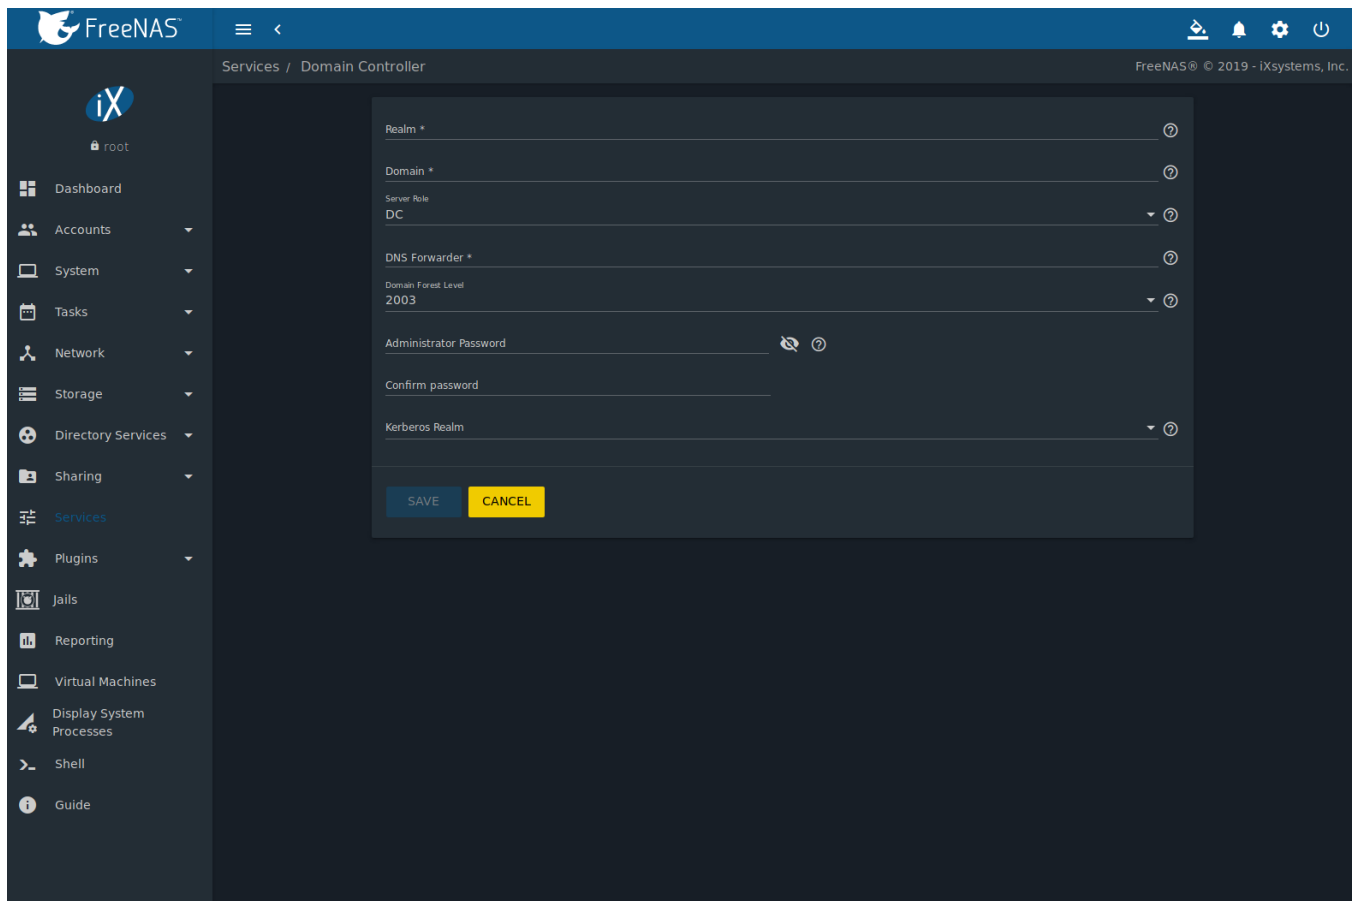 FreeNAS™
Services / Domain Controller
FreeNAS® © 2019 - iXsystems, Inc.
iX
root
Dashboard
Accounts
System
Tasks
Network
Storage
Directory Services
Sharing
Services
Plugins
Jails
Reporting
Virtual Machines
Display System
Processes
Shell
Guide
Realm *
Domain *
Server Role
DC
DNS Forwarder *
Domain Forest Level
2003
Administrator Password
Confirm password
Kerberos Realm
SAVE CANCEL